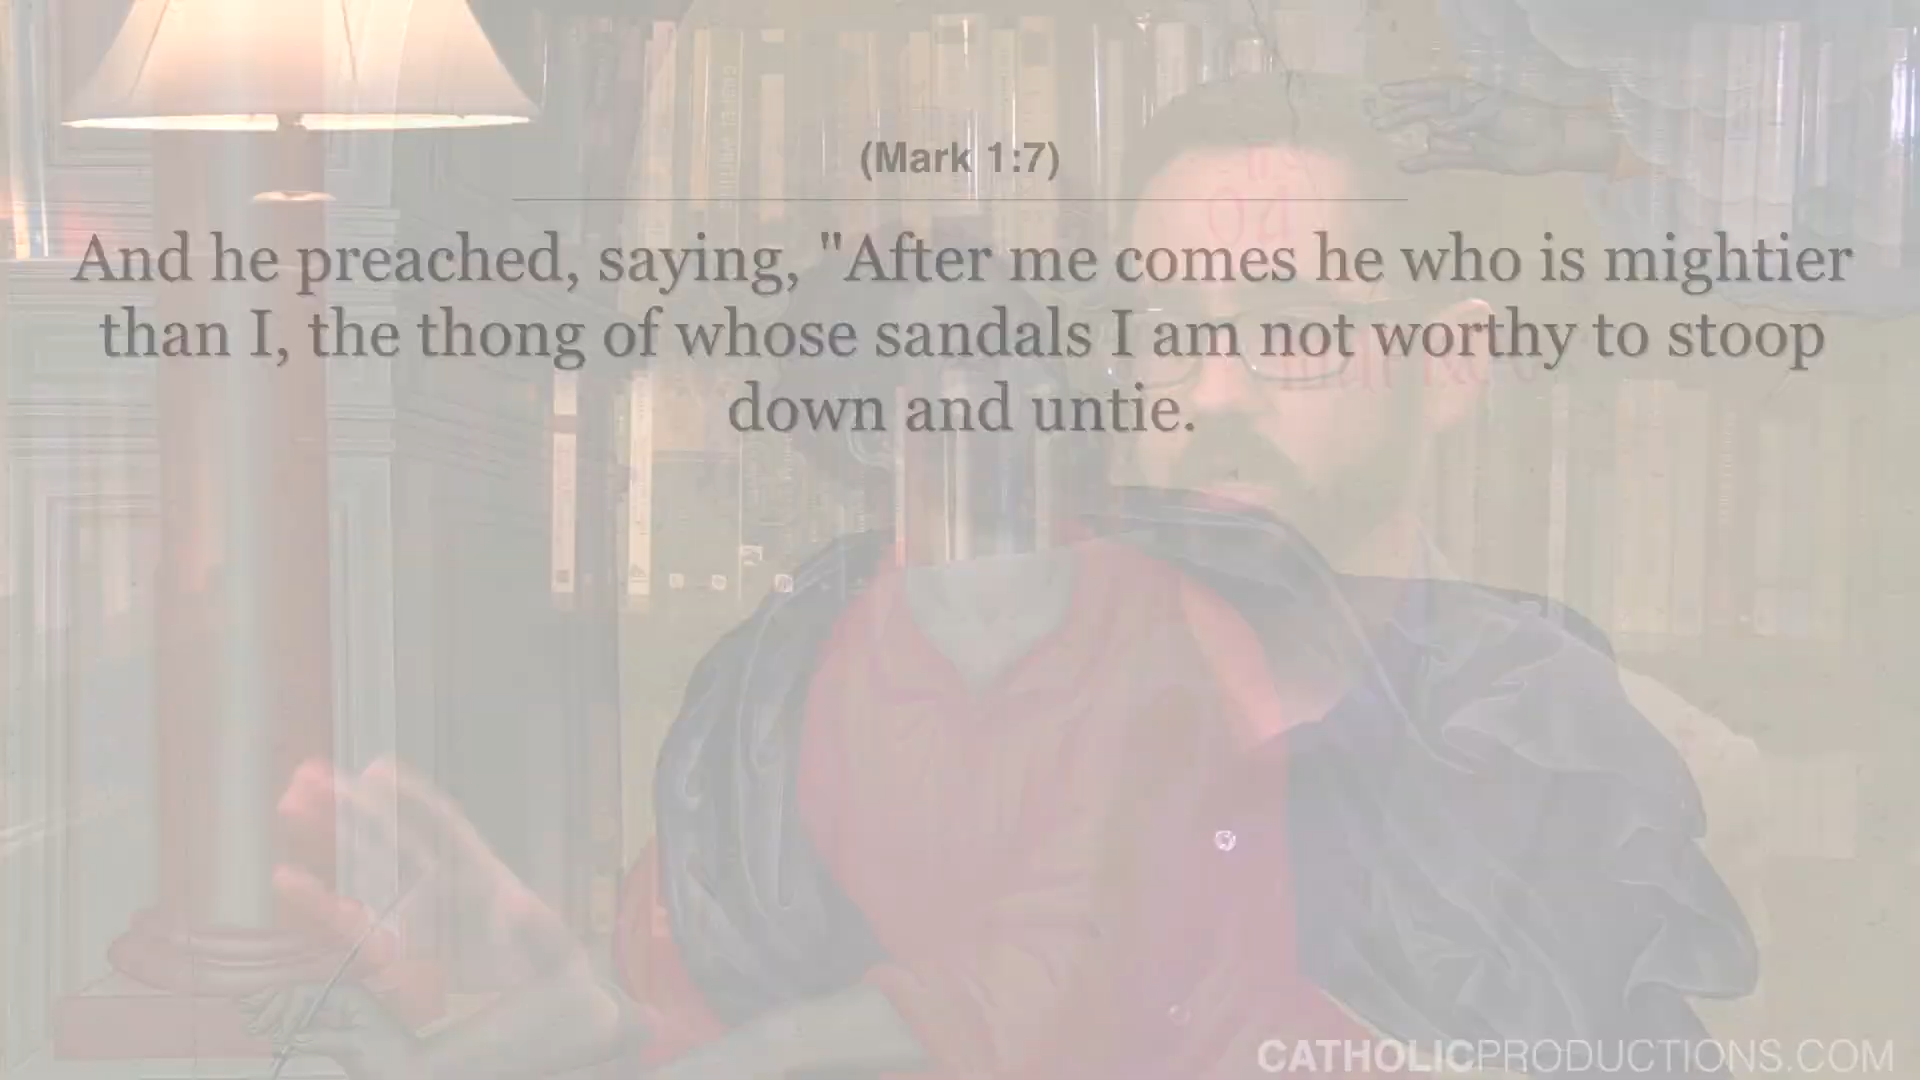 (Mark 1:7)
And he preached, saying, "After me comes he who is mightier
than I, the thong of whose sandals I am not worthy to stoop
down and untie.
CATHOLICPRODUCTIONS.COM